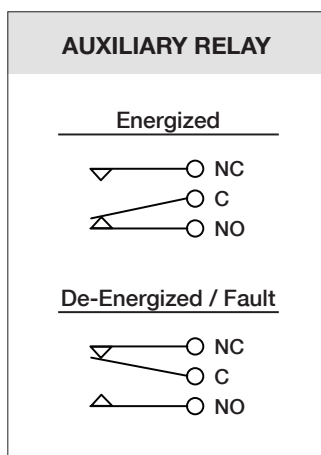 AUXILIARY RELAY
Energized
NC
C
NO
De-Energized / Fault
NC
C
NO